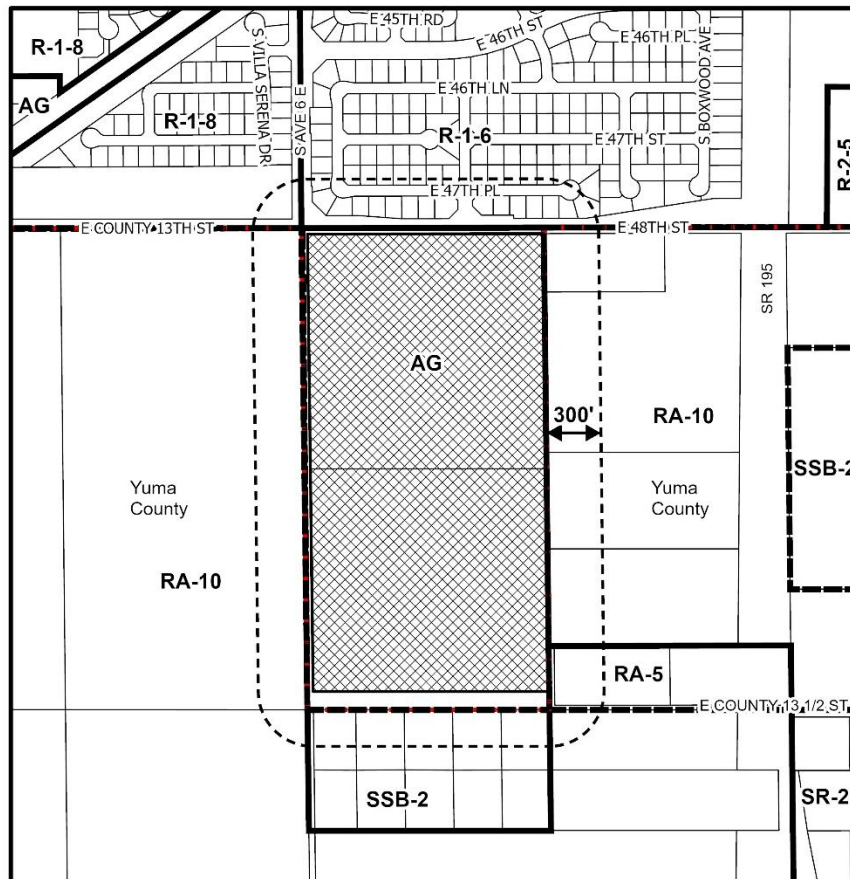 E 45TH RD
R-1-8
E 46TH ST
E 46TH PL
S VILLA SERENA DR
S AVE 6 E
S BOXWOOD AVE
AG
E 46TH LN
R-1-8
R-1-6
E 47TH ST
R-2-5
E 47TH PL
E COUNTY 13TH ST
E 48TH ST
SR 195
AG
300'
RA-10
SSB-2
Yuma
County
Yuma
County
RA-10
RA-5
E COUNTY 13 1/2 ST
SSB-2
SR-2